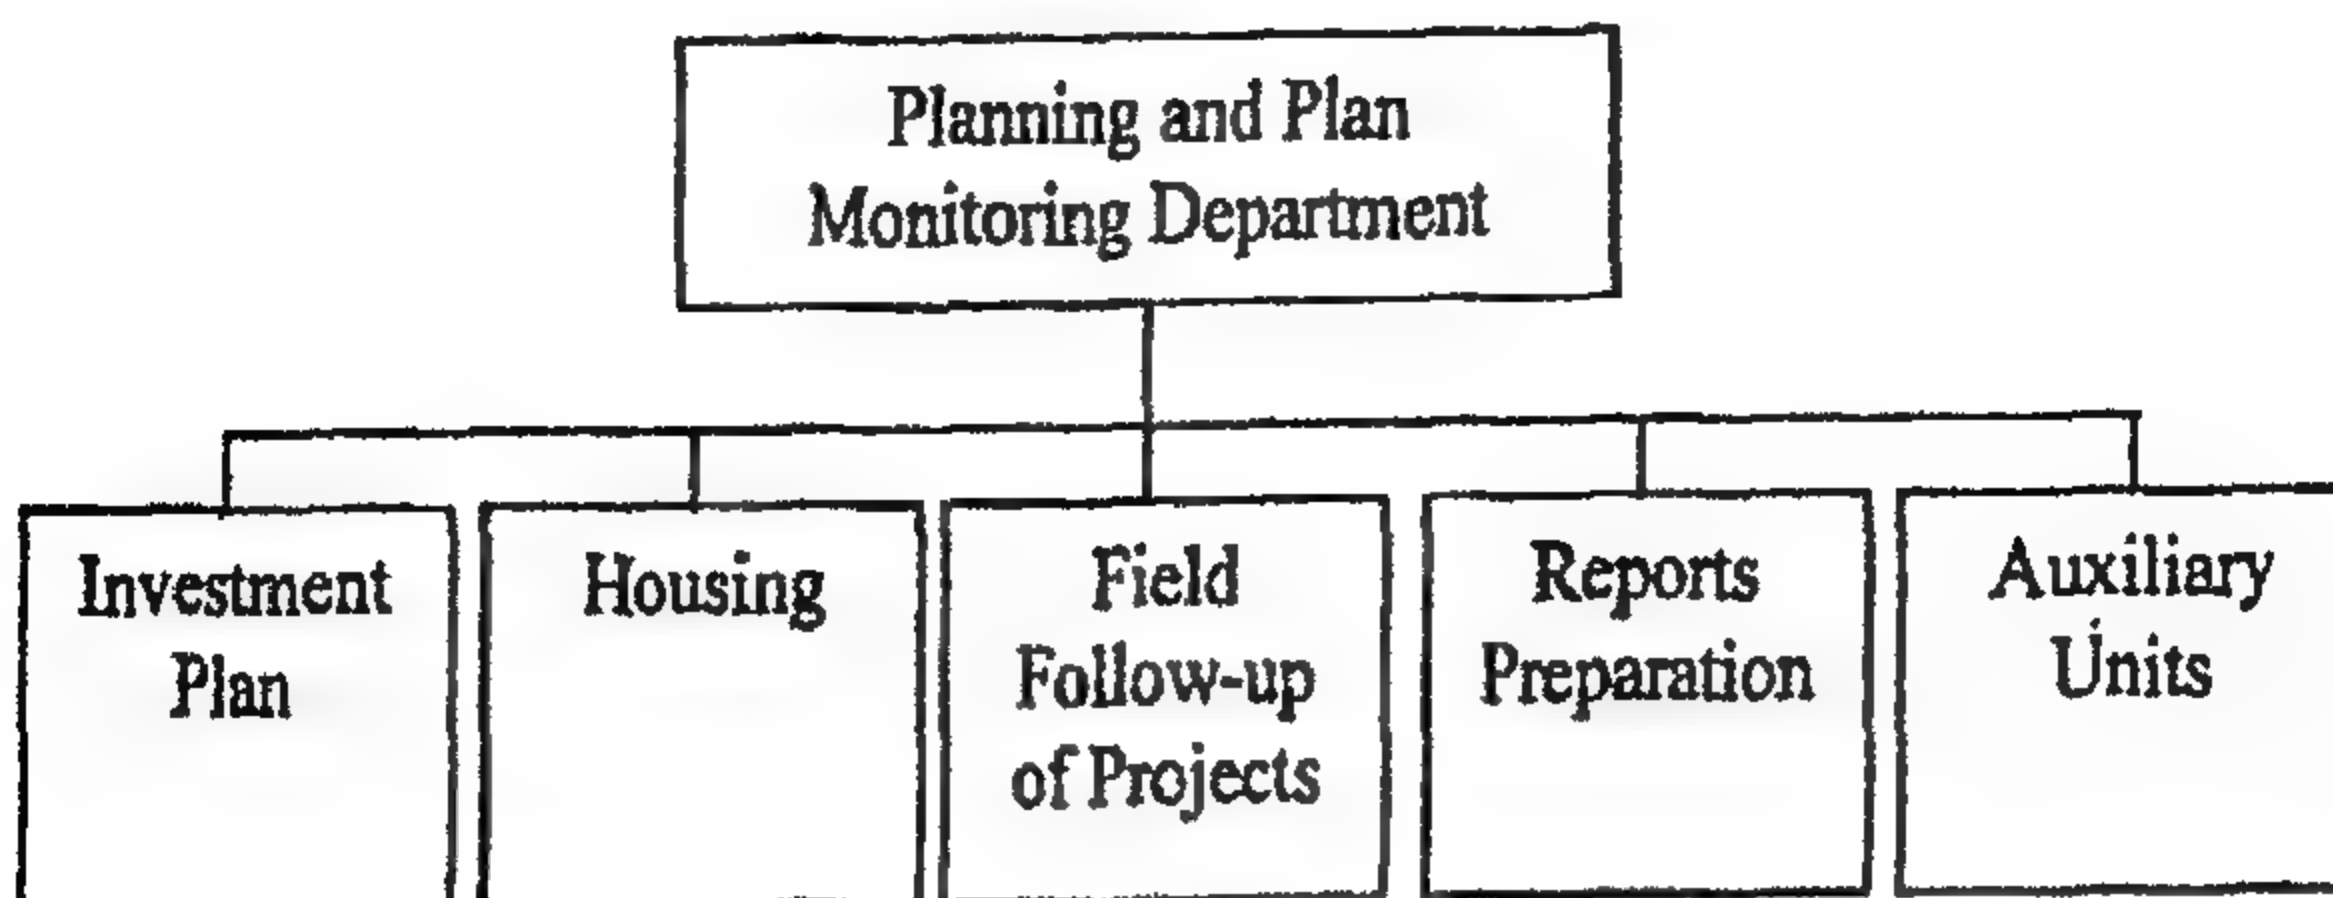 Planning and Plan
Monitoring Department
Investment
Plan
Housing
Field
Follow-up
of Projects
Reports
Preparation
Auxiliary
Units